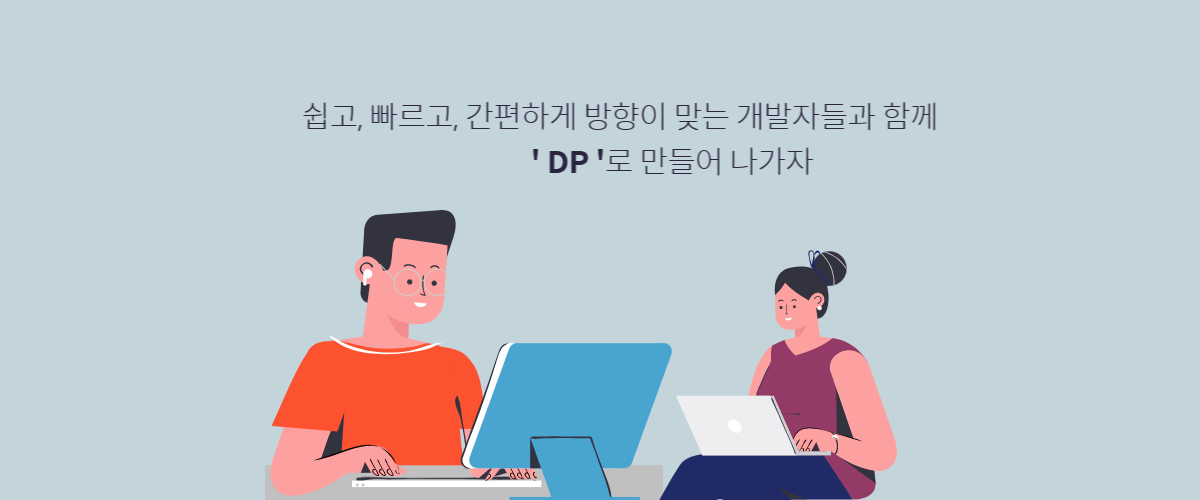 쉽고, 빠르고, 간편하게 방향이 맞는 개발자들과 함께
' DP '로 만들어 나가자